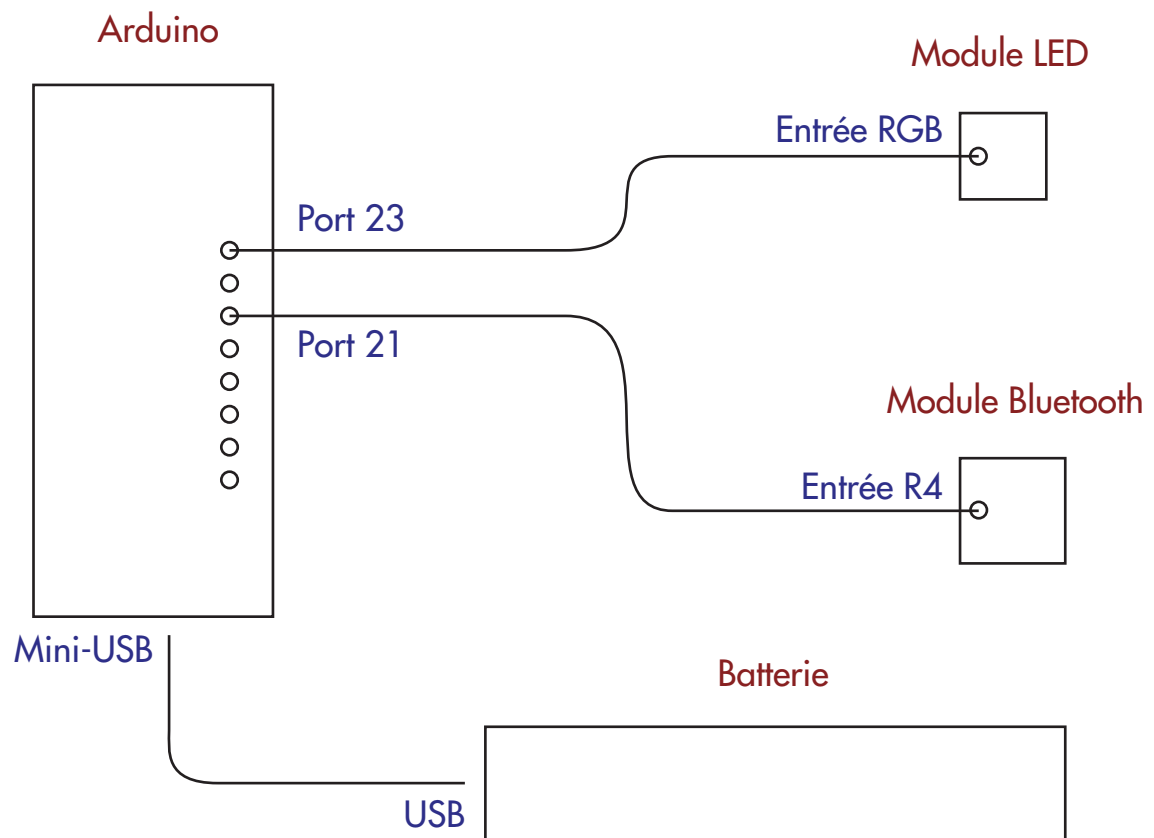 Arduino
Module LED
Entrée RGB
Port 23
Port 21
Module Bluetooth
Entrée R4
Mini-USB
Batterie
USB